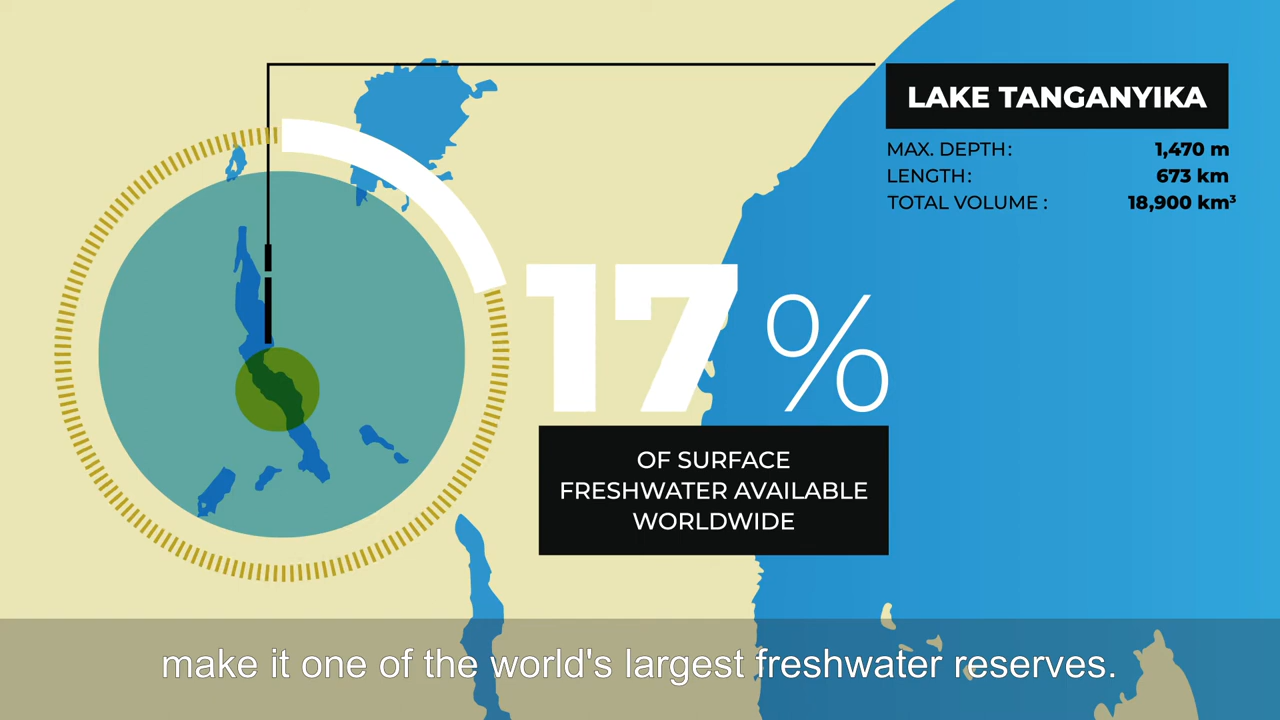 LAKE TANGANYIKA
MAX. DEPTH: 1,470 m
LENGTH: 673 km
TOTAL VOLUME : 18,900 km³
17%
OF SURFACE
FRESHWATER AVAILABLE
WORLDWIDE
make it one of the world's largest freshwater reserves.